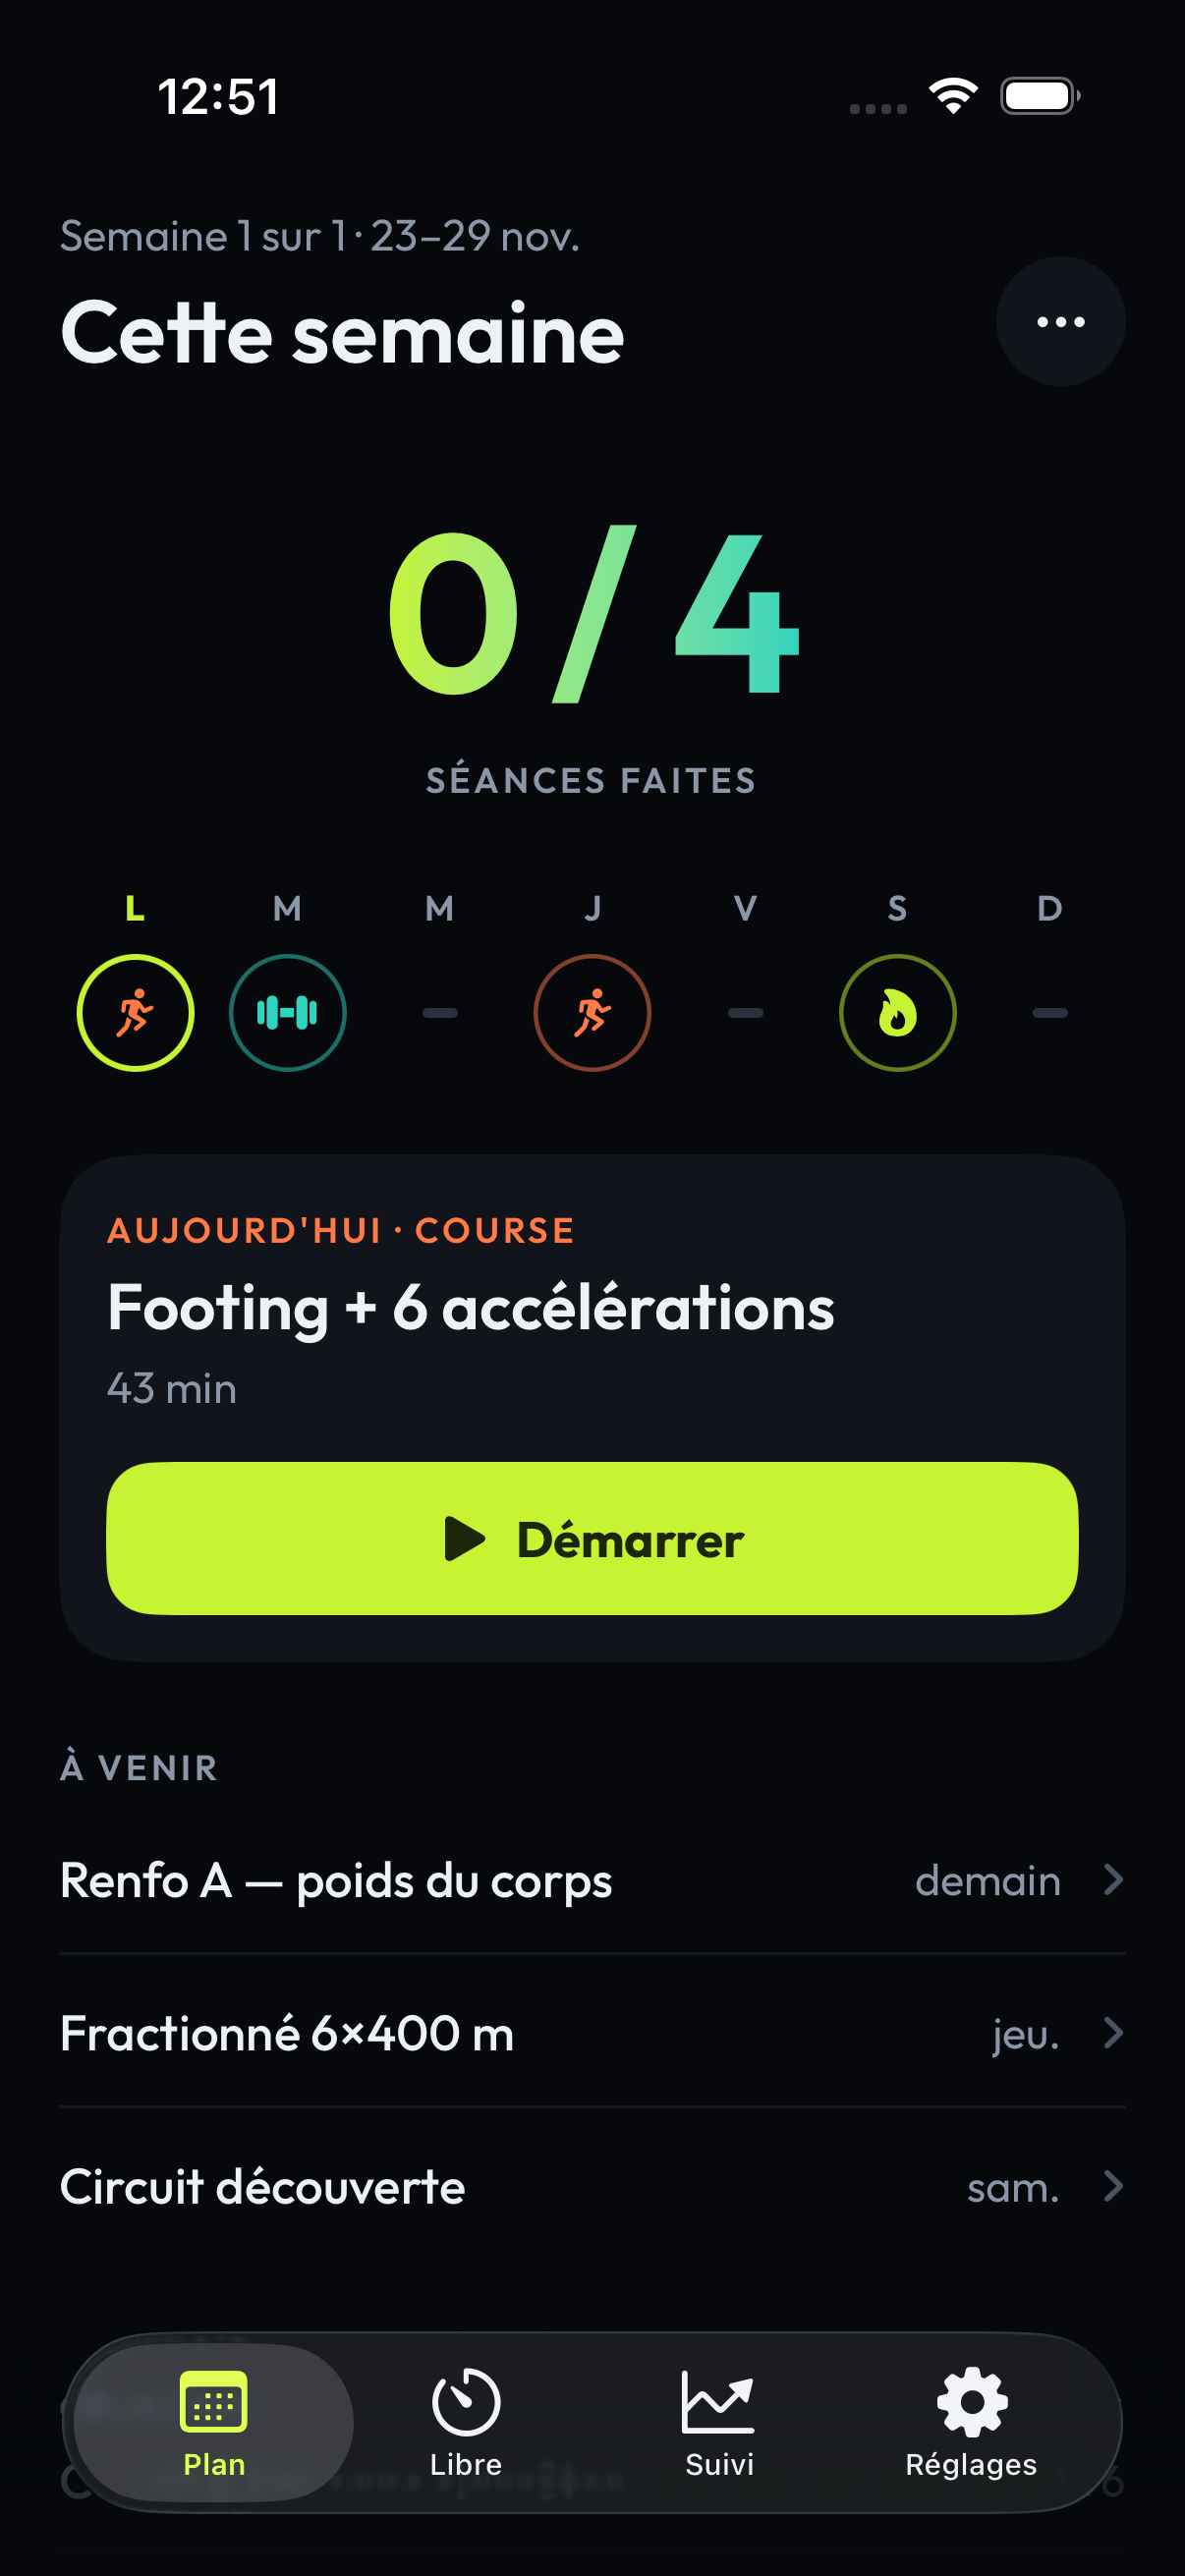 12:51
Semaine 1 sur 1 · 23–29 nov.
Cette semaine
0/4
SÉANCES FAITES
L M M J V S D
AUJOURD'HUI · COURSE
Footing + 6 accélérations
43 min
Démarrer
À VENIR
Renfo A — poids du corps demain
Fractionné 6×400 m jeu.
Circuit découverte sam.
Plan Libre Suivi Réglages